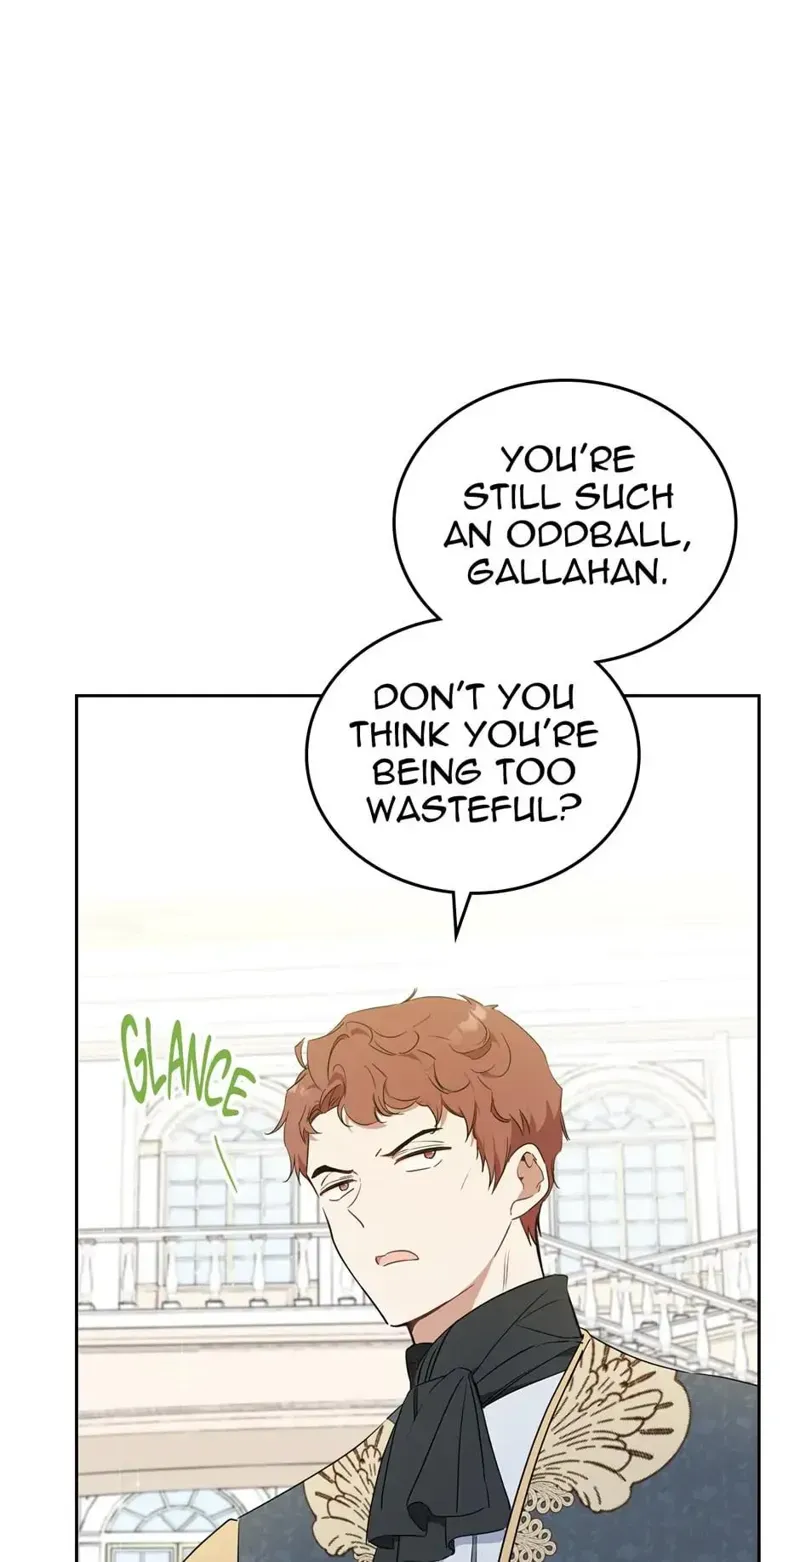 YOU'RE
STILL SUCH
AN ODDBALL,
GALLAHAN.
DON'T YOU
THINK YOU'RE
BEING TOO
WASTEFUL?
GLANCE